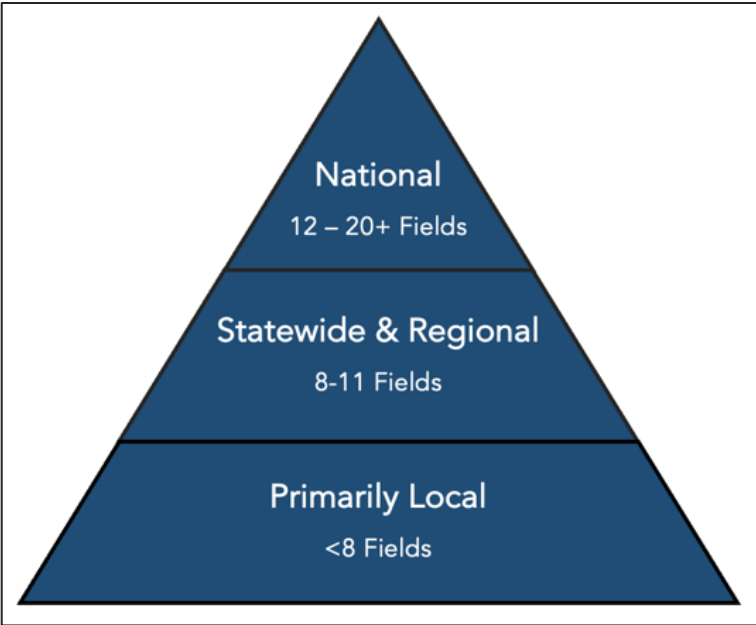 National
12 – 20+ Fields
Statewide & Regional
8-11 Fields
Primarily Local
<8 Fields